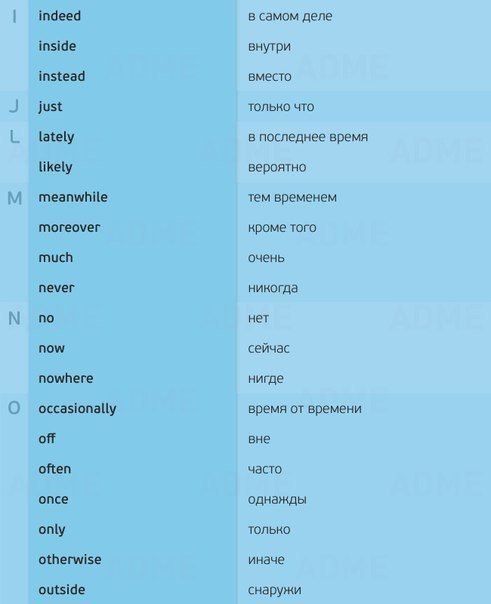 I indeed в самом деле
inside внутри
instead вместо
J just только что
L lately в последнее время
likely вероятно
M meanwhile тем временем
moreover кроме того
much очень
never никогда
N no нет
now сейчас
nowhere нигде
O occasionally время от времени
off вне
often часто
once однажды
only только
otherwise иначе
outside снаружи
ADME